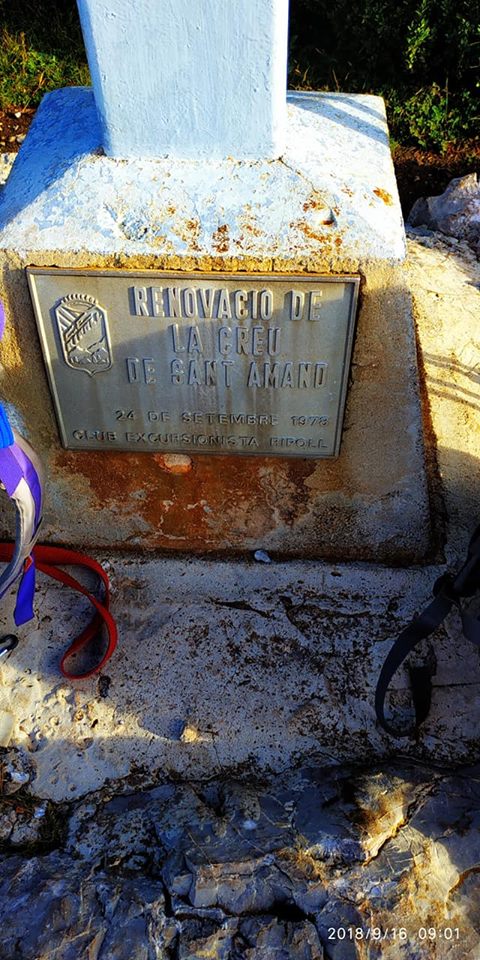 RENOVACIO DE
LA CREU
DE SANT AMAND
24 DE SETEMBRE 1978
CLUB EXCURSIONISTA RIPOLL
2018/9/16 09:01